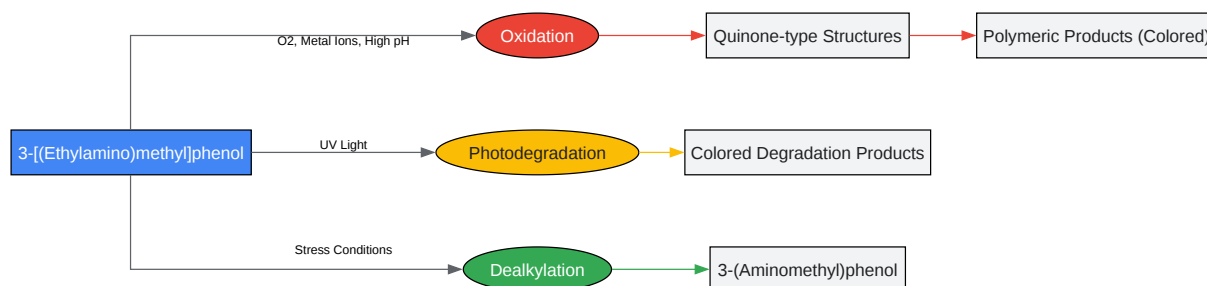 O2, Metal Ions, High pH
Oxidation
Quinone-type Structures
Polymeric Products (Colored)
3-[(Ethylamino)methyl]phenol
UV Light
Photodegradation
Colored Degradation Products
Stress Conditions
Dealkylation
3-(Aminomethyl)phenol